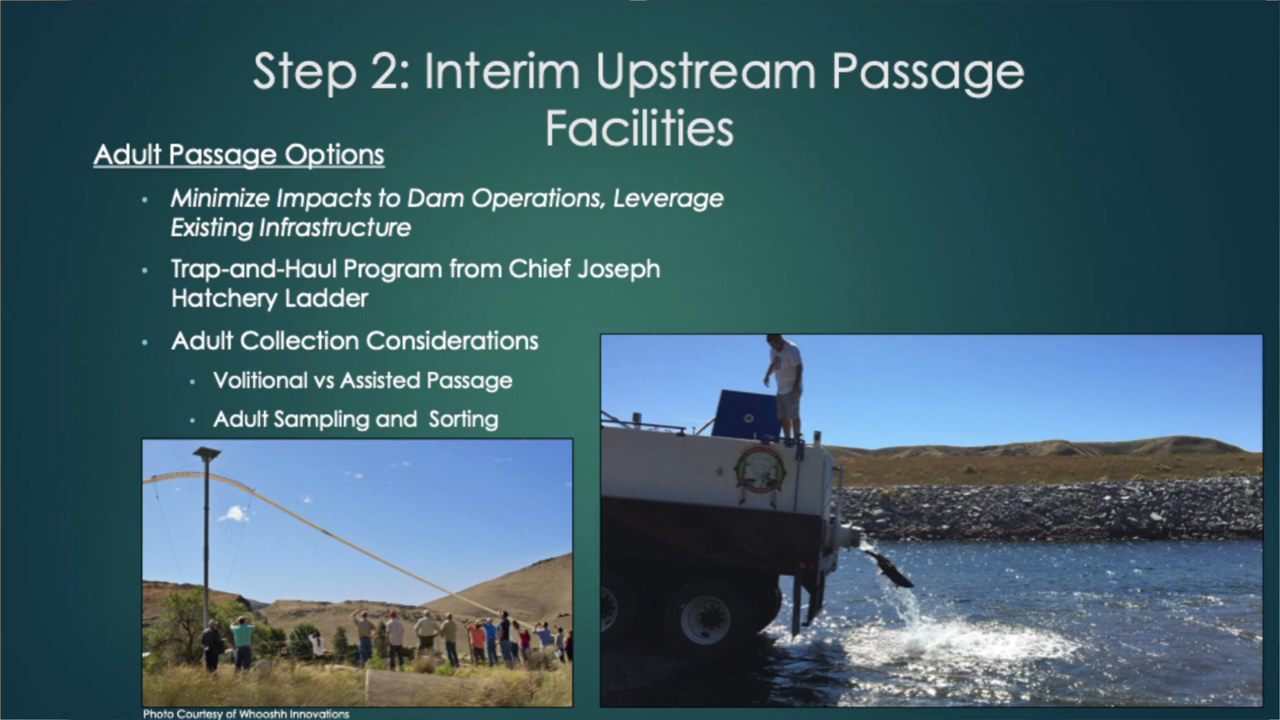 Step 2: Interim Upstream Passage
Facilities
Adult Passage Options
Minimize Impacts to Dam Operations, Leverage
Existing Infrastructure
Trap-and-Haul Program from Chief Joseph
Hatchery Ladder
Adult Collection Considerations
Volitional vs Assisted Passage
Adult Sampling and Sorting
Photo Courtesy of Whooshh Innovations